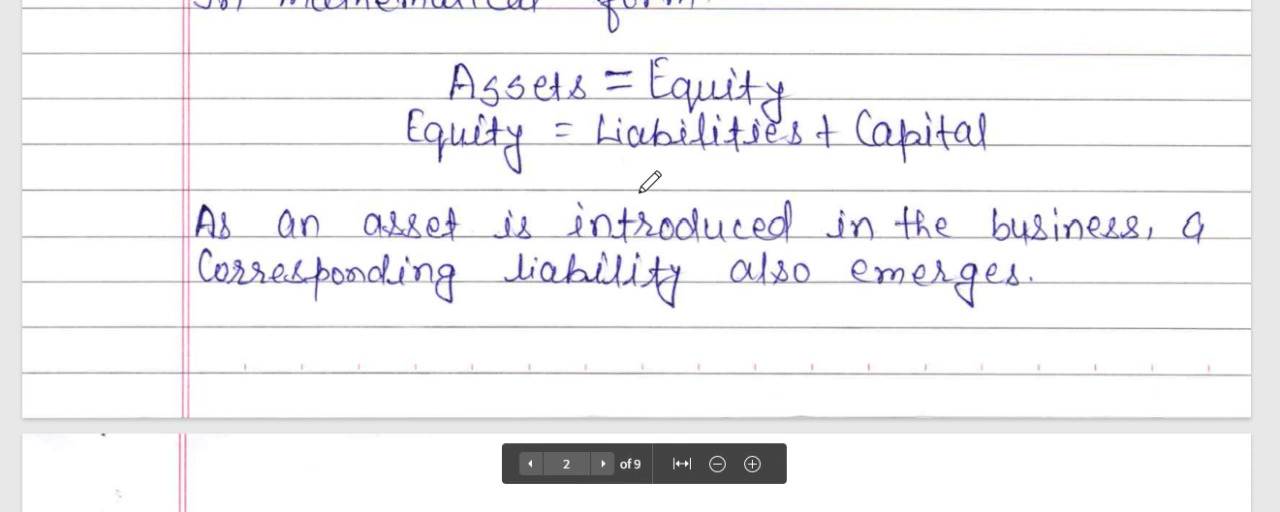 Assets = Equity
Equity = Liabilities + Capital
As an asset is introduced in the business, a
Corresponding liability also emerges.
2 of 9